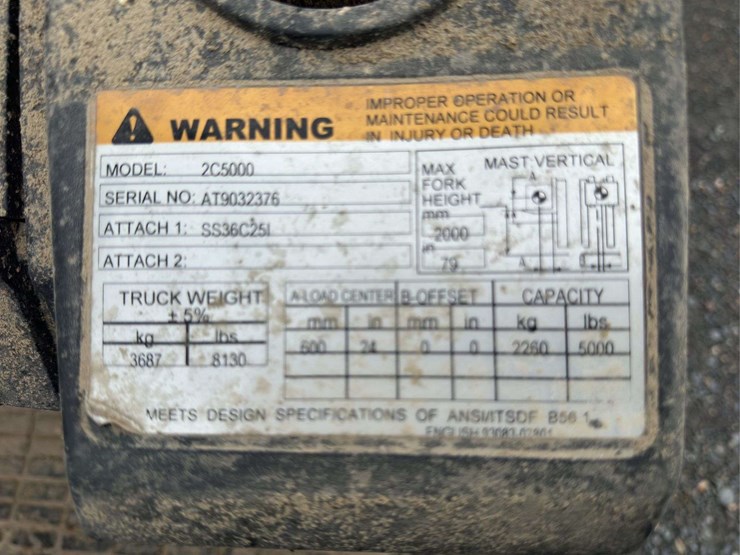 WARNING
IMPROPER OPERATION OR
MAINTENANCE COULD RESULT
IN INJURY OR DEATH
MODEL: 2C5000
SERIAL NO: AT9032376
ATTACH 1: SS36C25I
ATTACH 2:
MAX
FORK
HEIGHT
mm
2000
in
79
MAST VERTICAL
A
A B
TRUCK WEIGHT
± 5%
kg lbs
3687 8130
A-LOAD CENTER B-OFFSET CAPACITY
mm in mm in kg lbs
600 24 0 0 2260 5000
MEETS DESIGN SPECIFICATIONS OF ANSI/ITSDF B56.1
ENGLISH